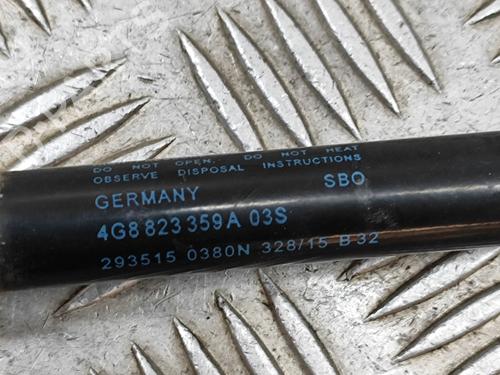 DO NOT OPEN, DO NOT HEAT
OBSERVE DISPOSAL INSTRUCTIONS
GERMANY SBO
4G8 823 359 A 03S
293515 0380N 328/15 B 32